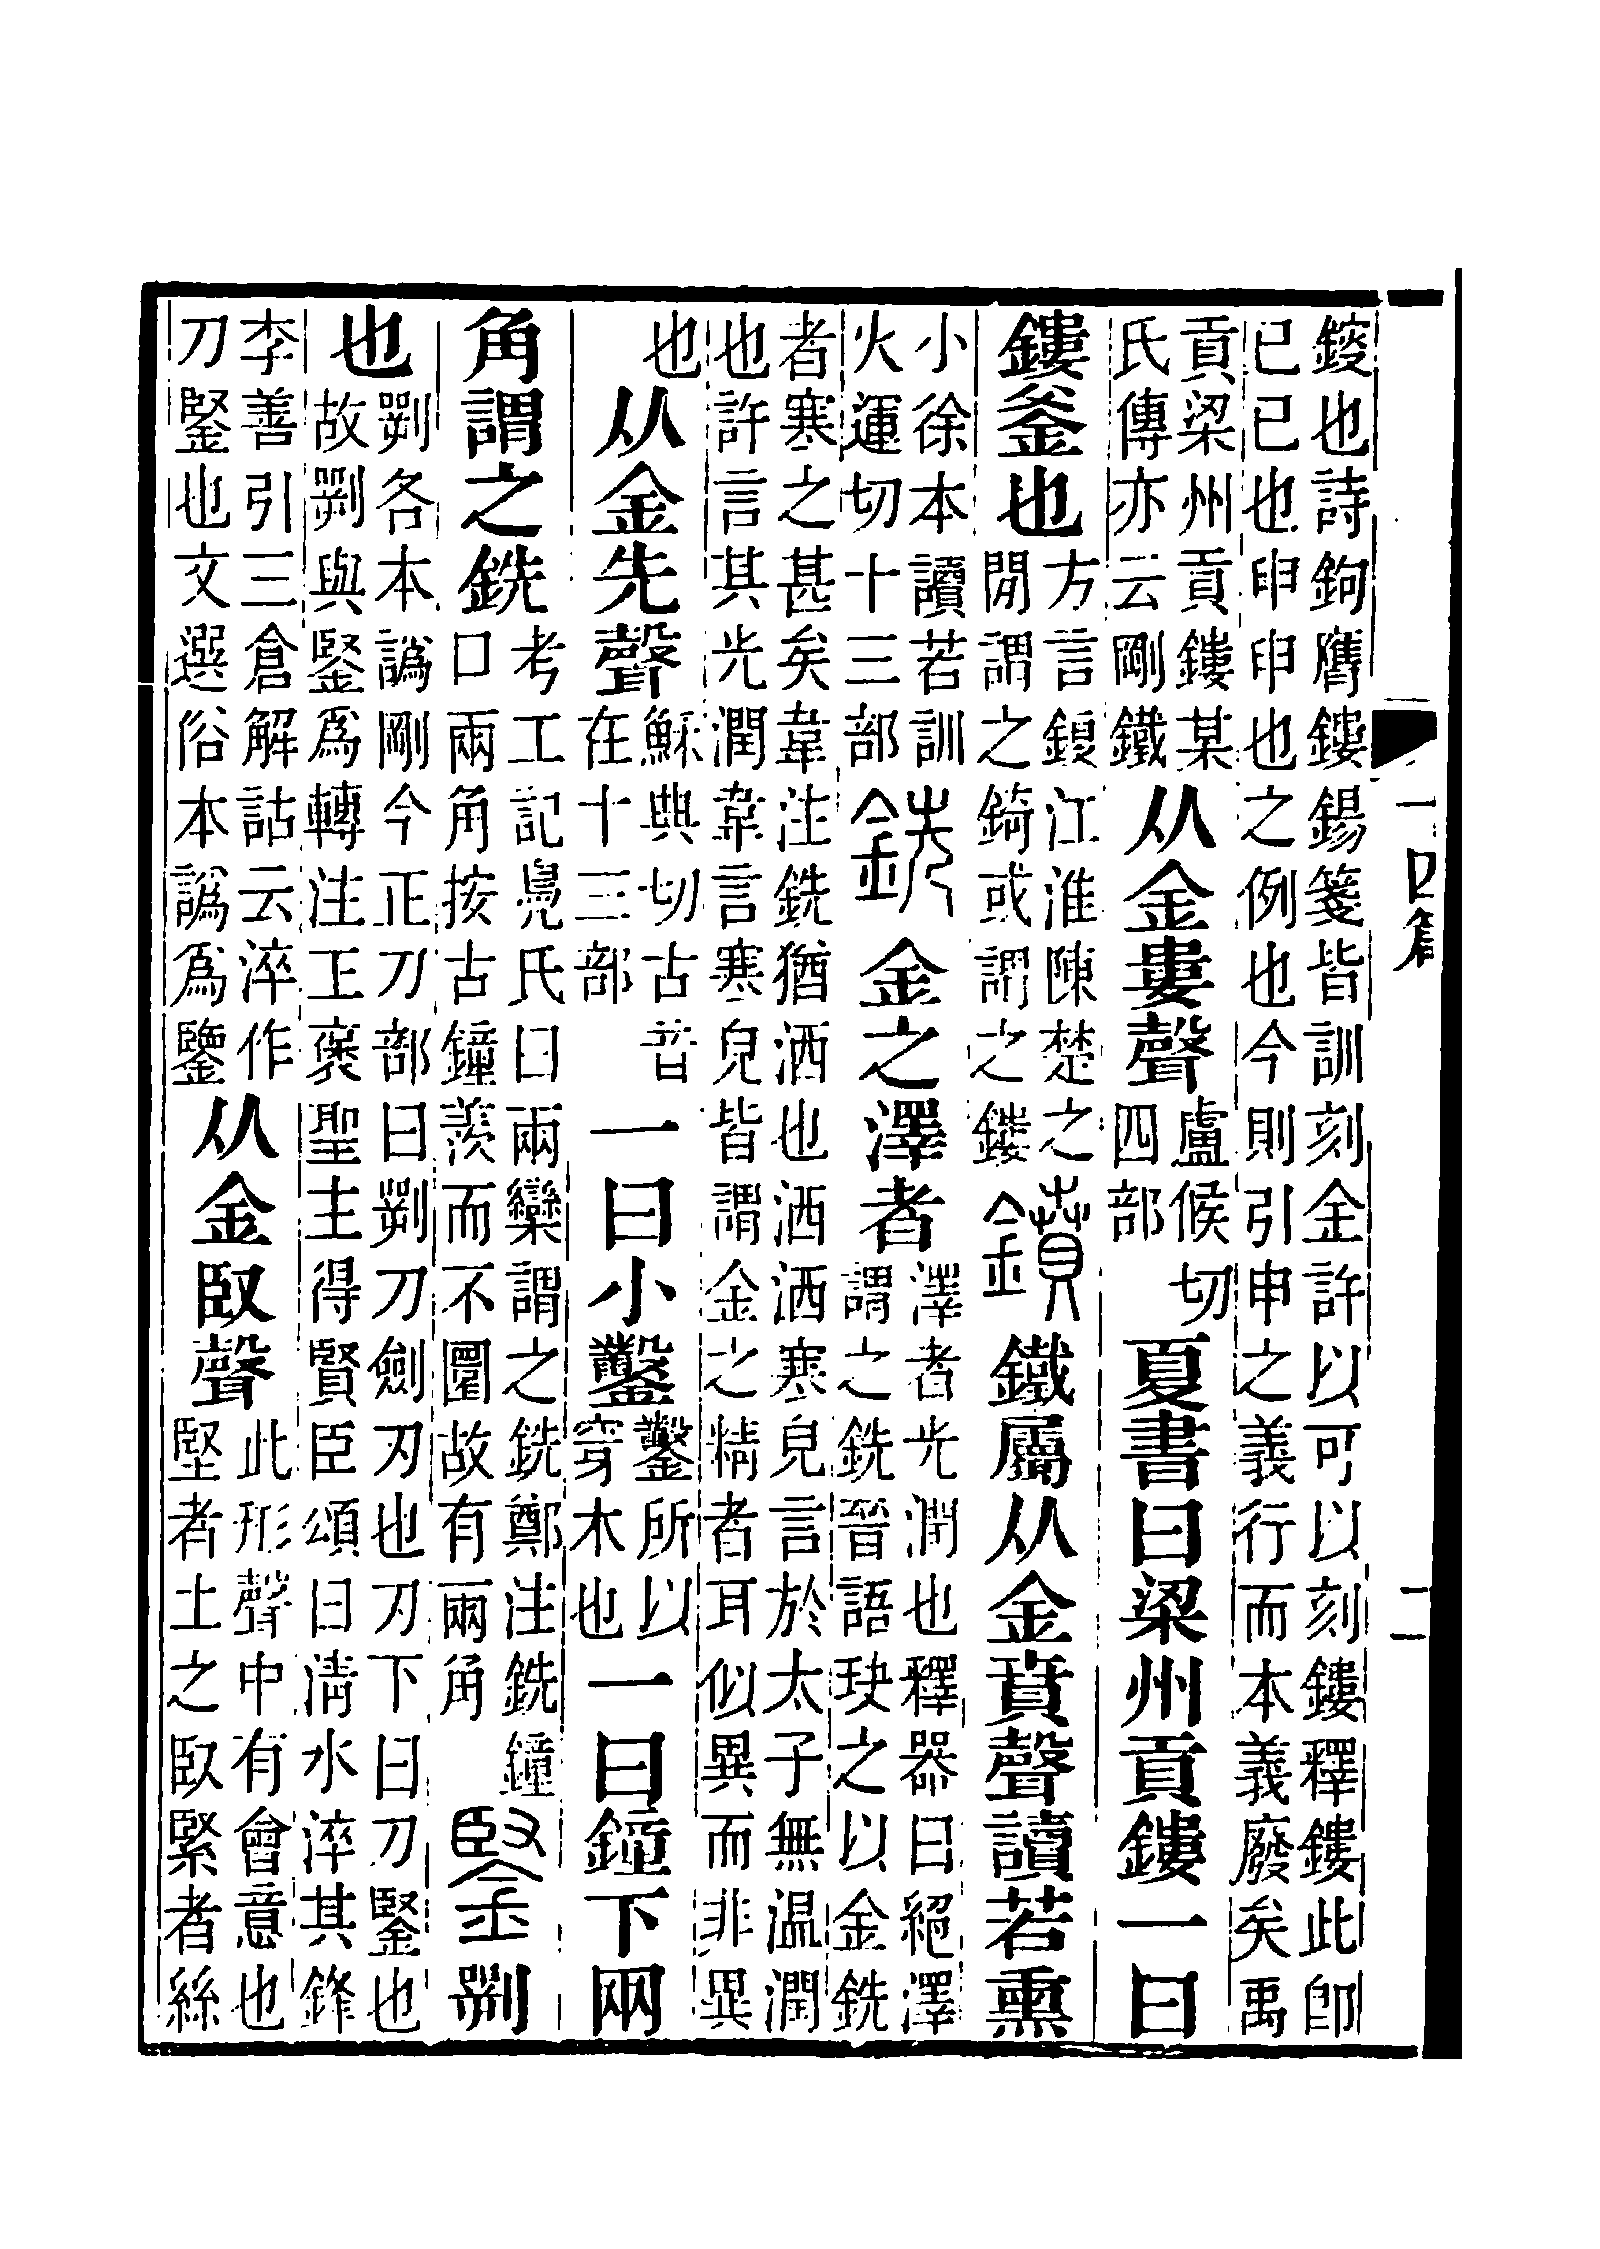 錽也詩鉤膺鏤錫箋皆訓刻金許以可以刻鏤釋鏤此卽
已已也申申也之例也今則引申之義行而本義廢矣禹
貢梁州貢鏤某
氏傳亦云剛鐵
从金婁聲
盧候切
四部
夏書曰梁州貢鏤一曰
鏤釜也
方言鍑江淮陳楚之
閒謂之錡或謂之鏤
鐼
鐵屬从金賁聲讀若熏
小徐本讀若訓
火運切十三部
銑
金之澤者
澤者光潤也釋器曰絕澤
謂之銑晉語玦之以金銑
者寒之甚矣韋注銑猶洒也洒洒寒皃言於太子無温潤
也許言其光潤韋言寒皃皆謂金之精者耳似異而非異
也
从金先聲
穌典切古音
在十三部
一曰小鑿
鑿所以
穿木也
一曰鐘下兩
角謂之銑
考工記鳧氏曰兩欒謂之銑鄭注銑鐘
口兩角按古鐘羨而不圜故有兩角
鋻
㓷
也
㓷各本譌剛今正刀部曰㓷刀劍刃也刃下曰刀鋻也
故㓷與鋻爲轉注王褒聖主得賢臣頌曰清水淬其鋒
李善引三倉解詁云淬作
刀鋻也文選俗本譌爲鑒
从金臤聲
此形聲中有會意也
堅者土之臤緊者絲
四篇
二